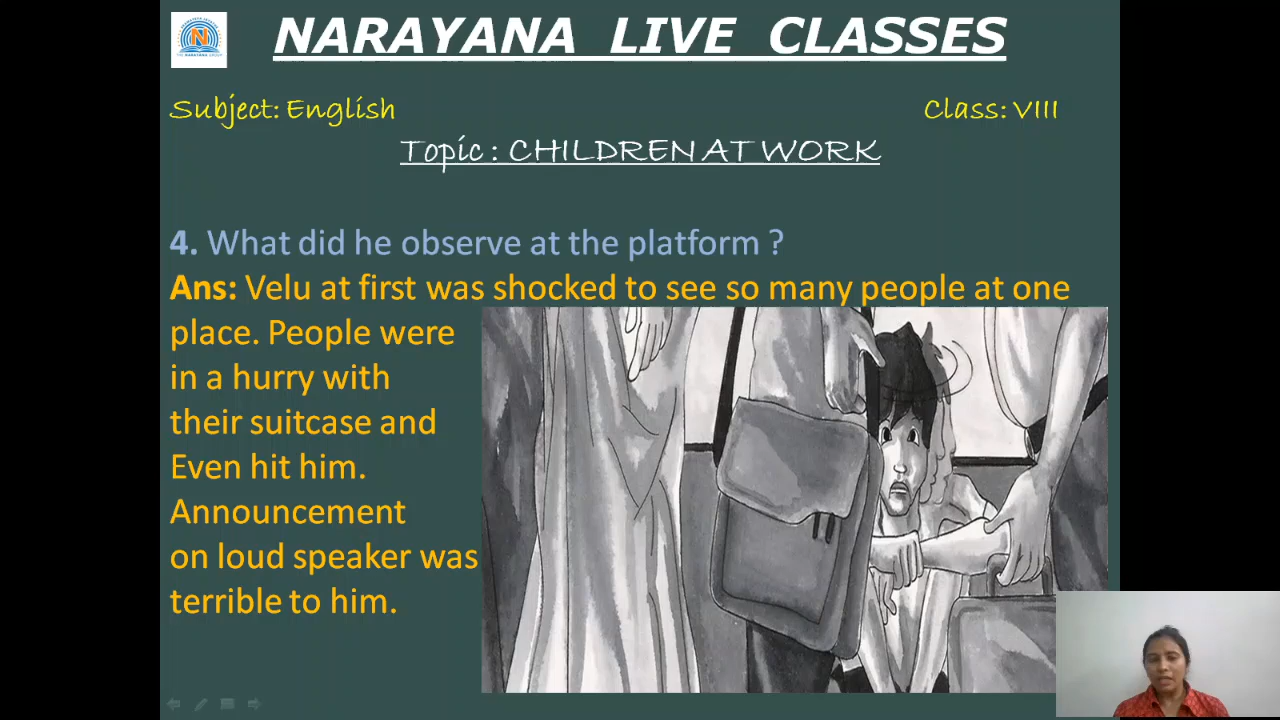 NARAYANA LIVE CLASSES
Subject: English
Class: VIII
Topic : CHILDREN AT WORK
4. What did he observe at the platform ?
Ans: Velu at first was shocked to see so many people at one
place. People were
in a hurry with
their suitcase and
Even hit him.
Announcement
on loud speaker was
terrible to him.